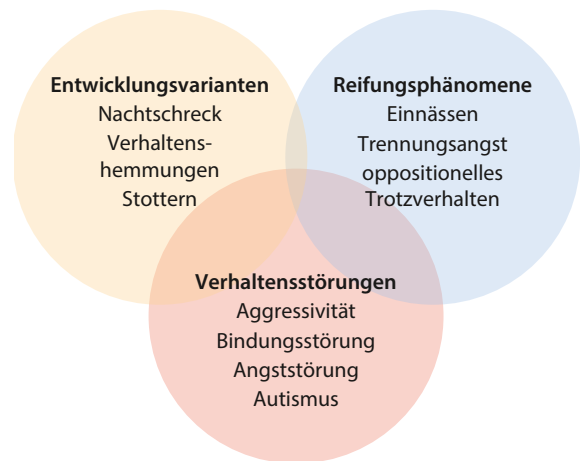 Entwicklungsvarianten
Nachtschreck
Verhaltens-
hemmungen
Stottern
Reifungsphänomene
Einnässen
Trennungsangst
oppositionelles
Trotzverhalten
Verhaltensstörungen
Aggressivität
Bindungsstörung
Angststörung
Autismus